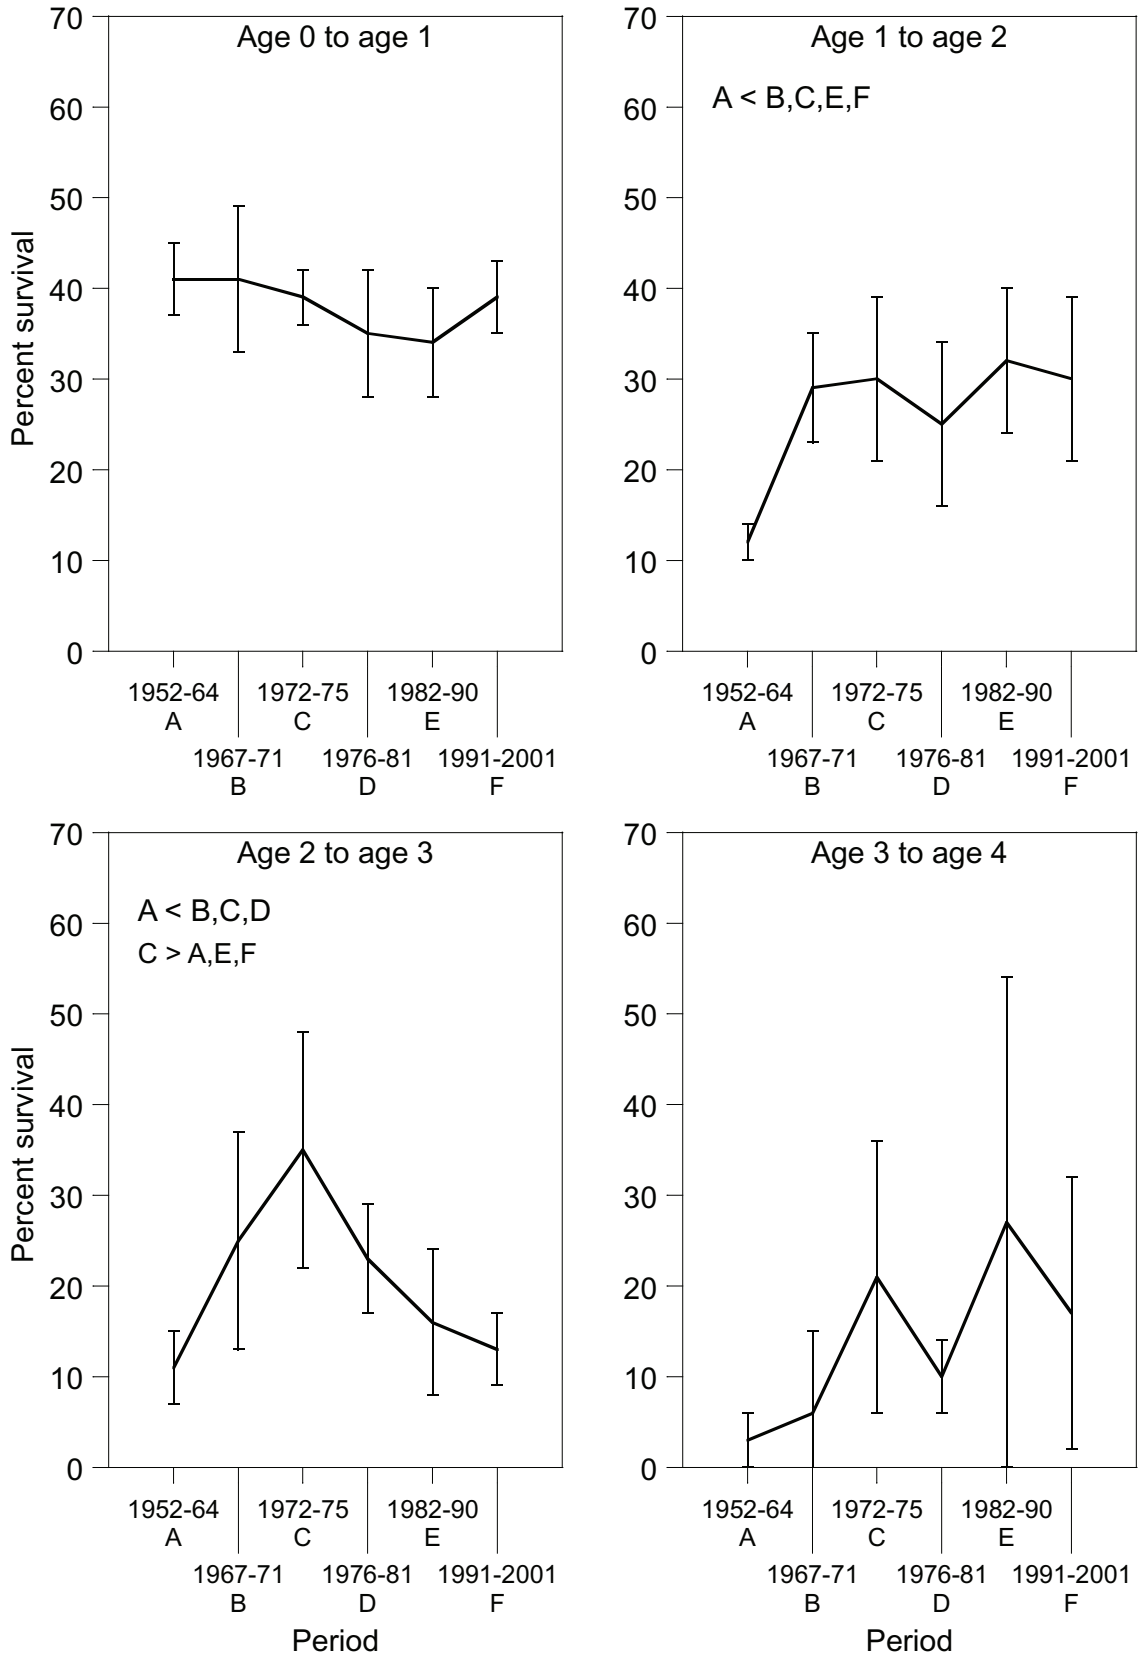 Age 0 to age 1
Percent survival
70
60
50
40
30
20
10
0
1952-64 1972-75 1982-90
A C E
1967-71 1976-81 1991-2001
B D F
Age 1 to age 2
A < B,C,E,F
70
60
50
40
30
20
10
0
1952-64 1972-75 1982-90
A C E
1967-71 1976-81 1991-2001
B D F
Age 2 to age 3
A < B,C,D
C > A,E,F
Percent survival
70
60
50
40
30
20
10
0
1952-64 1972-75 1982-90
A C E
1967-71 1976-81 1991-2001
B D F
Period
Age 3 to age 4
70
60
50
40
30
20
10
0
1952-64 1972-75 1982-90
A C E
1967-71 1976-81 1991-2001
B D F
Period